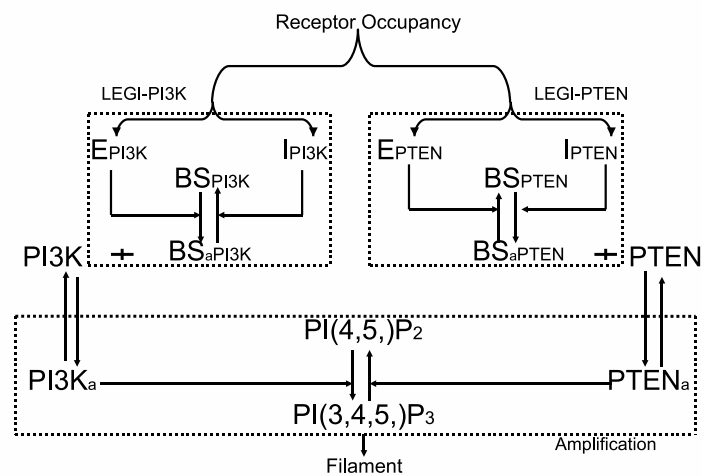 Receptor Occupancy
LEGI-PI3K LEGI-PTEN
EPI3K IPI3K EPTEN IPTEN
BSPI3K BSPTEN
PI3K + BSaPI3K BSaPTEN + PTEN
PI(4,5,)P2
PI3Ka PTENa
PI(3,4,5,)P3
Amplification
Filament